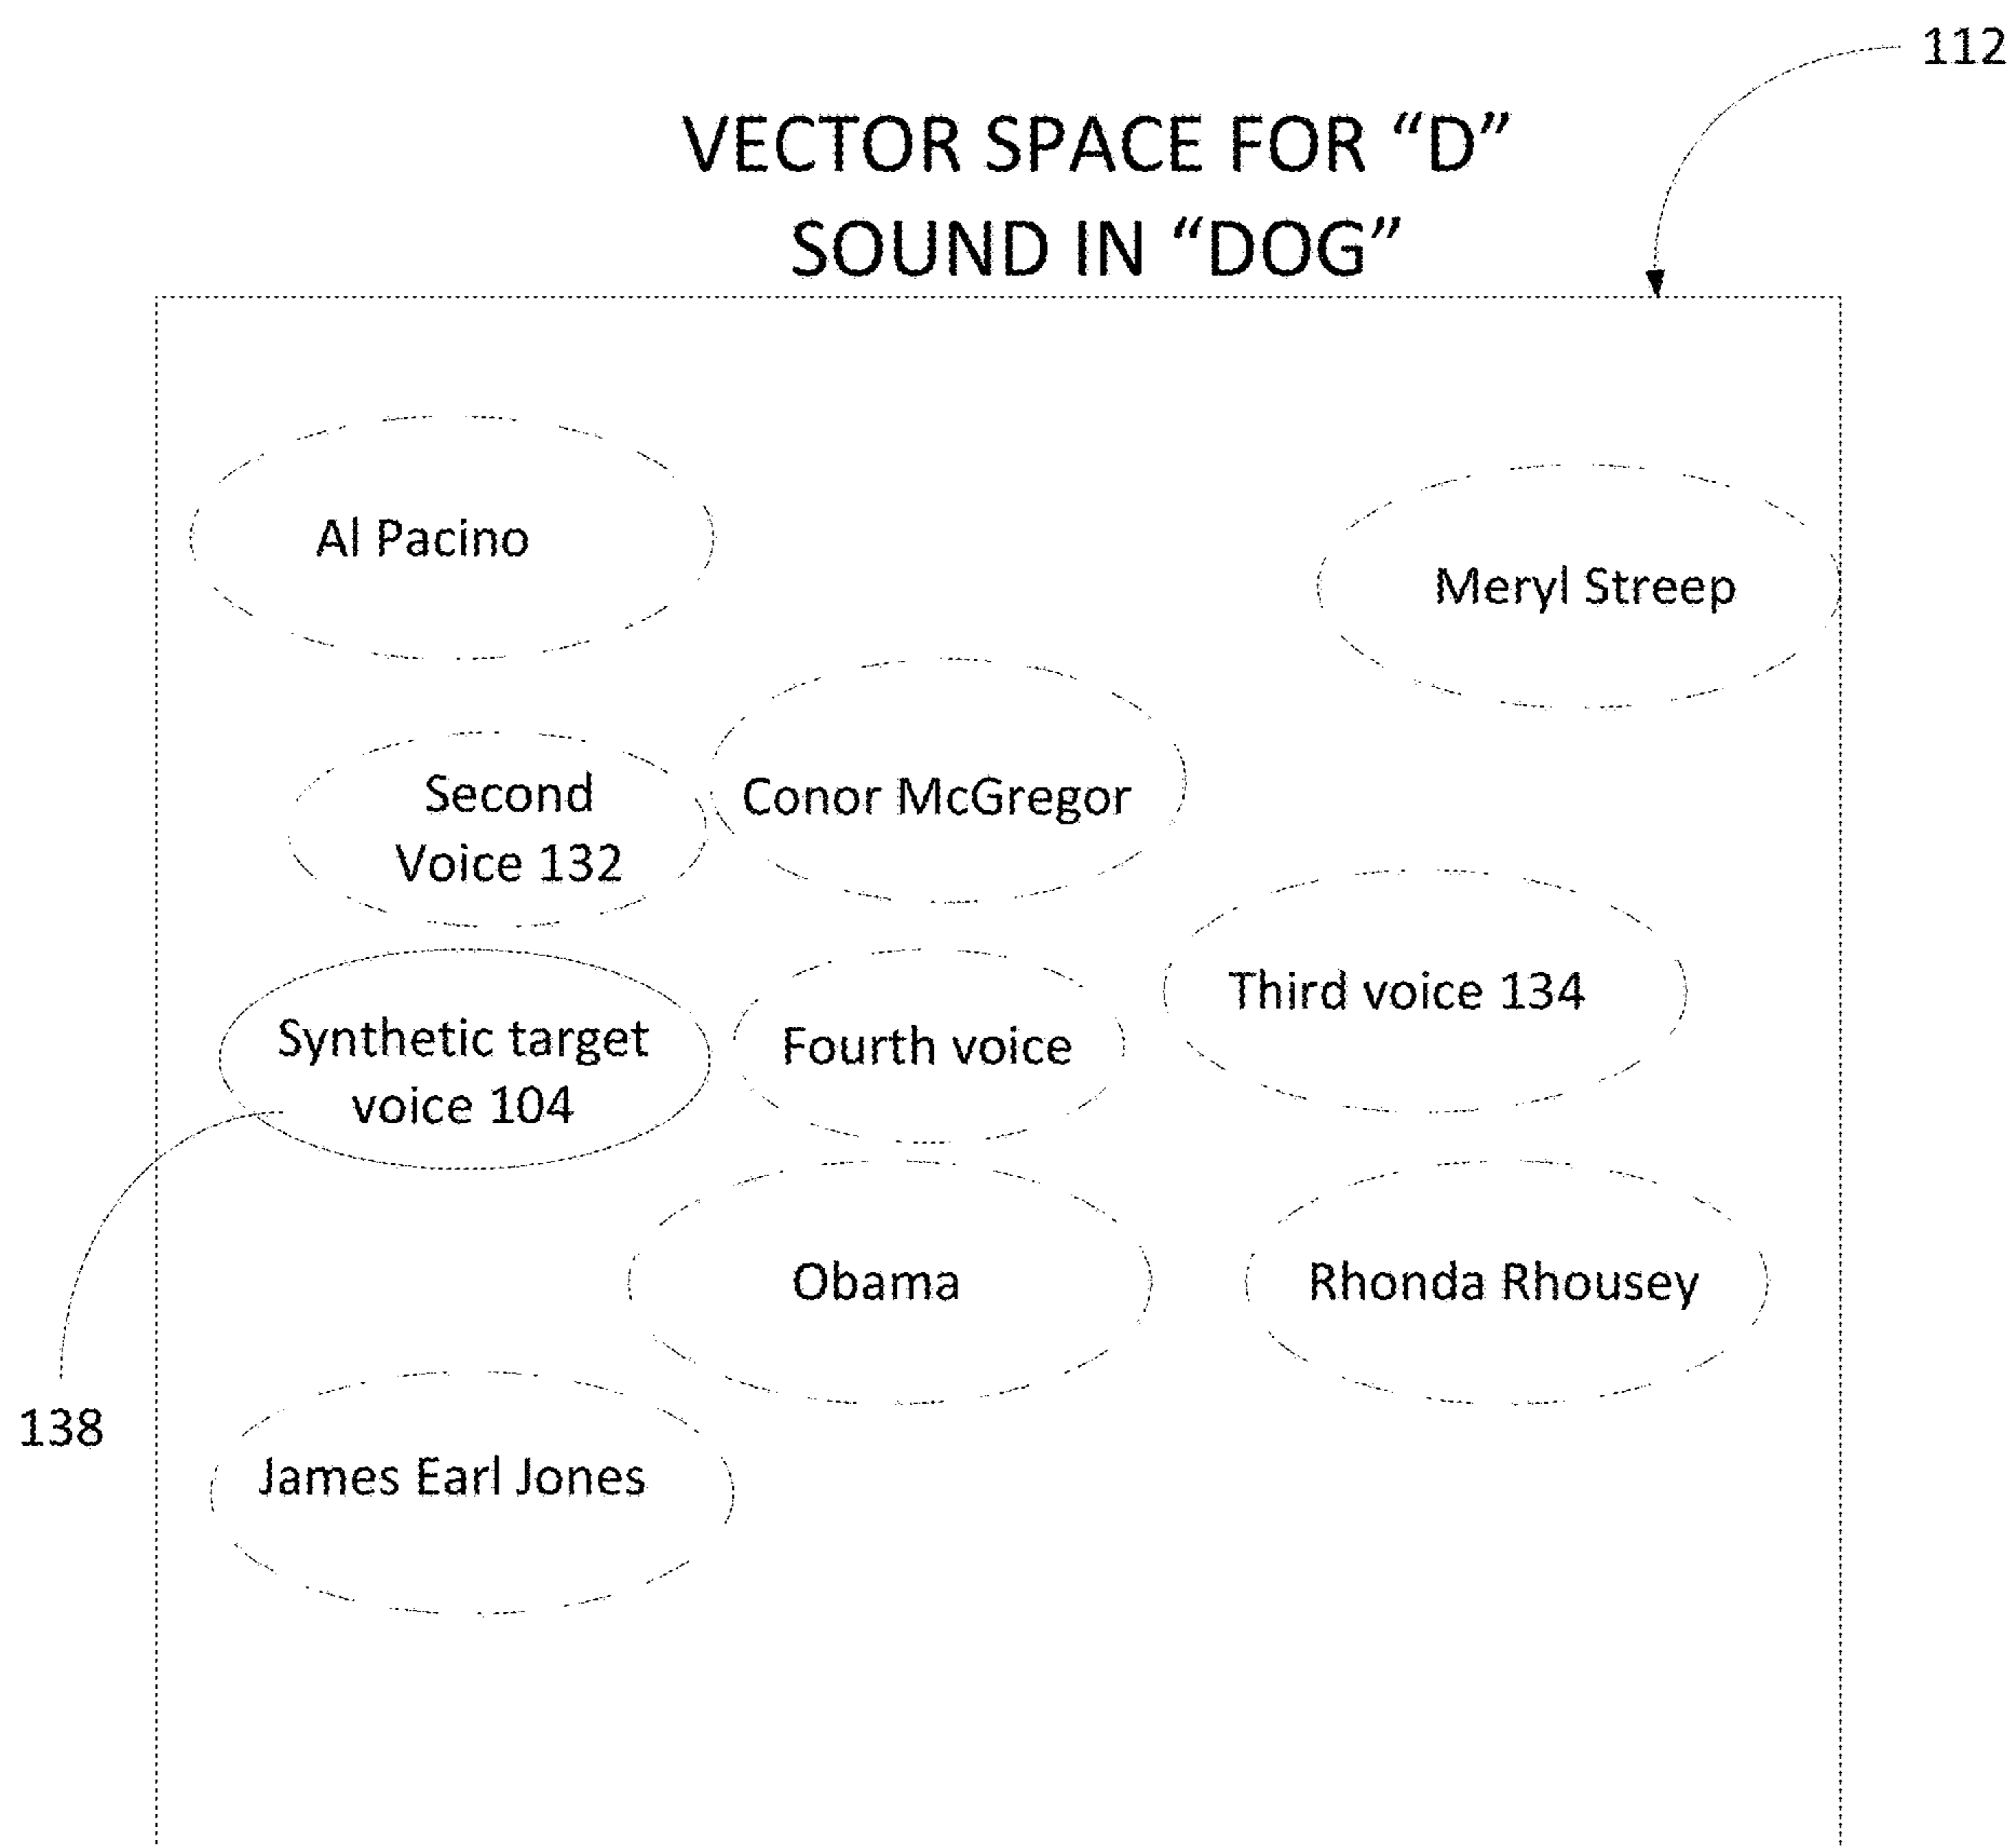 112
VECTOR SPACE FOR “D”
SOUND IN “DOG”
Al Pacino
Meryl Streep
Second
Voice 132
Conor McGregor
Third voice 134
Synthetic target
voice 104
Fourth voice
Obama
Rhonda Rhousey
138
James Earl Jones